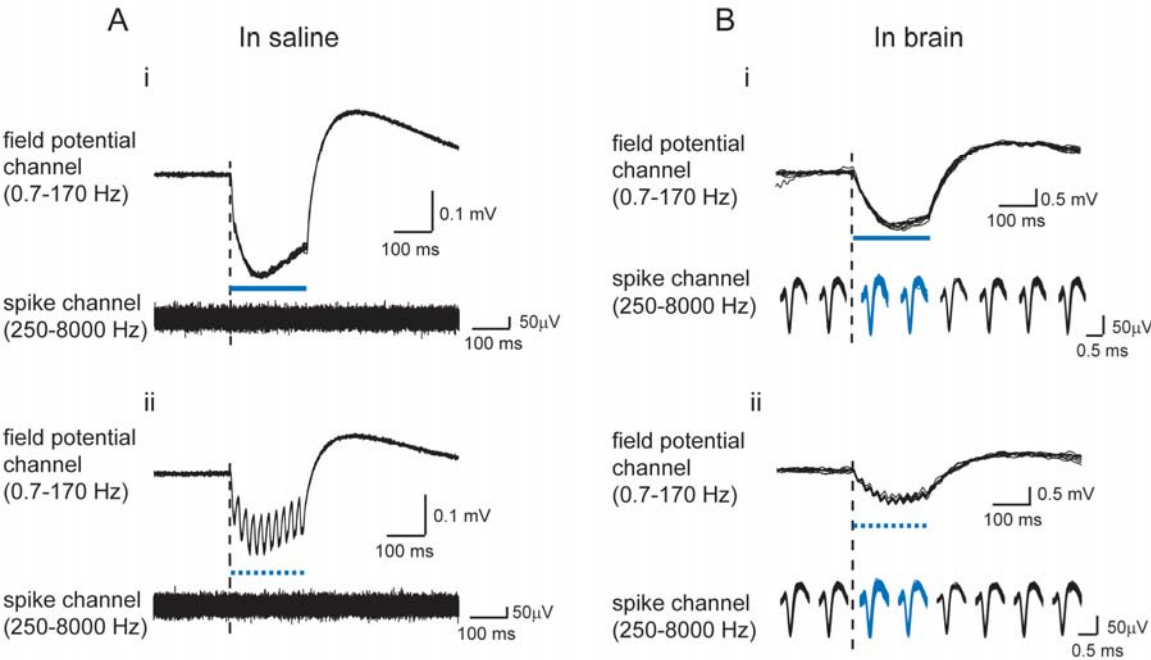 A
In saline
i
field potential
channel
(0.7-170 Hz)
0.1 mV
100 ms
spike channel
(250-8000 Hz)
50μV
100 ms
ii
field potential
channel
(0.7-170 Hz)
0.1 mV
100 ms
spike channel
(250-8000 Hz)
50μV
100 ms
B
In brain
i
field potential
channel
(0.7-170 Hz)
0.5 mV
100 ms
spike channel
(250-8000 Hz)
50μV
0.5 ms
ii
field potential
channel
(0.7-170 Hz)
0.5 mV
100 ms
spike channel
(250-8000 Hz)
50μV
0.5 ms